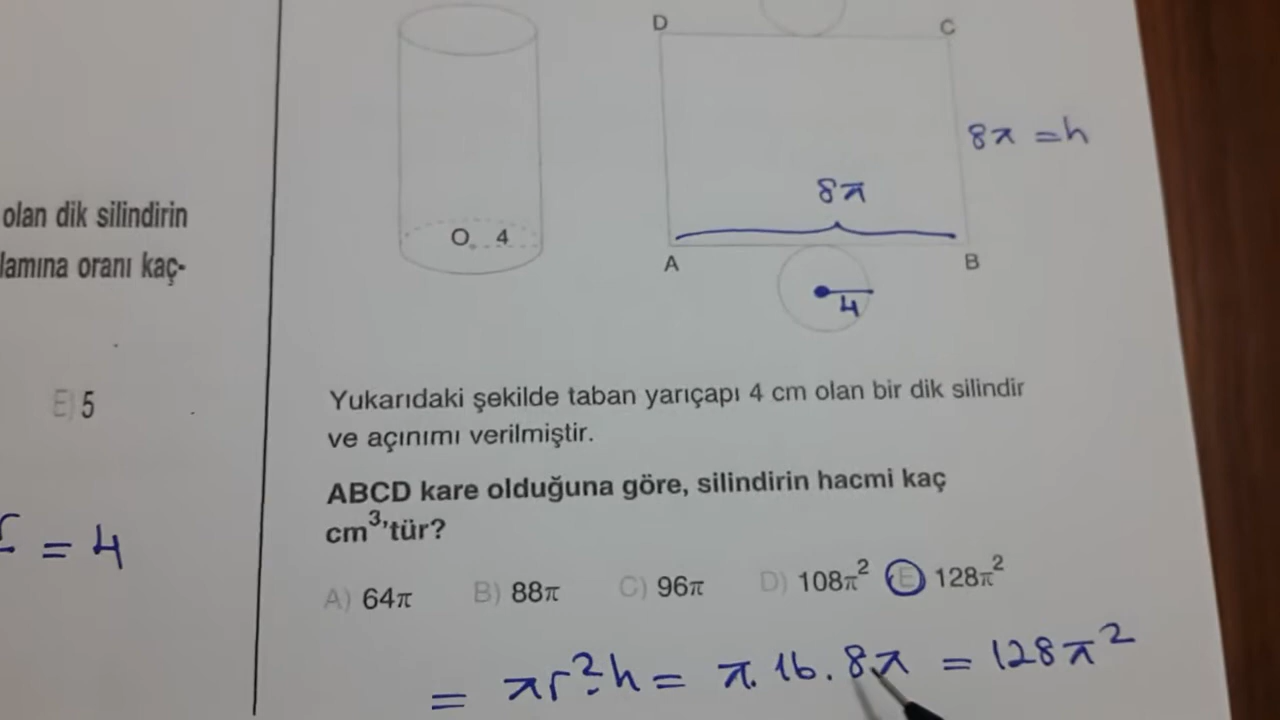 D C
8π = h
8π
O 4
A B
4
olan dik silindirin
lamına oranı kaç-
E) 5
= 4
Yukarıdaki şekilde taban yarıçapı 4 cm olan bir dik silindir
ve açınımı verilmiştir.
ABCD kare olduğuna göre, silindirin hacmi kaç
cm³'tür?
A) 64π B) 88π C) 96π D) 108π² E) 128π²
= πr².h = π.16.8π = 128π²